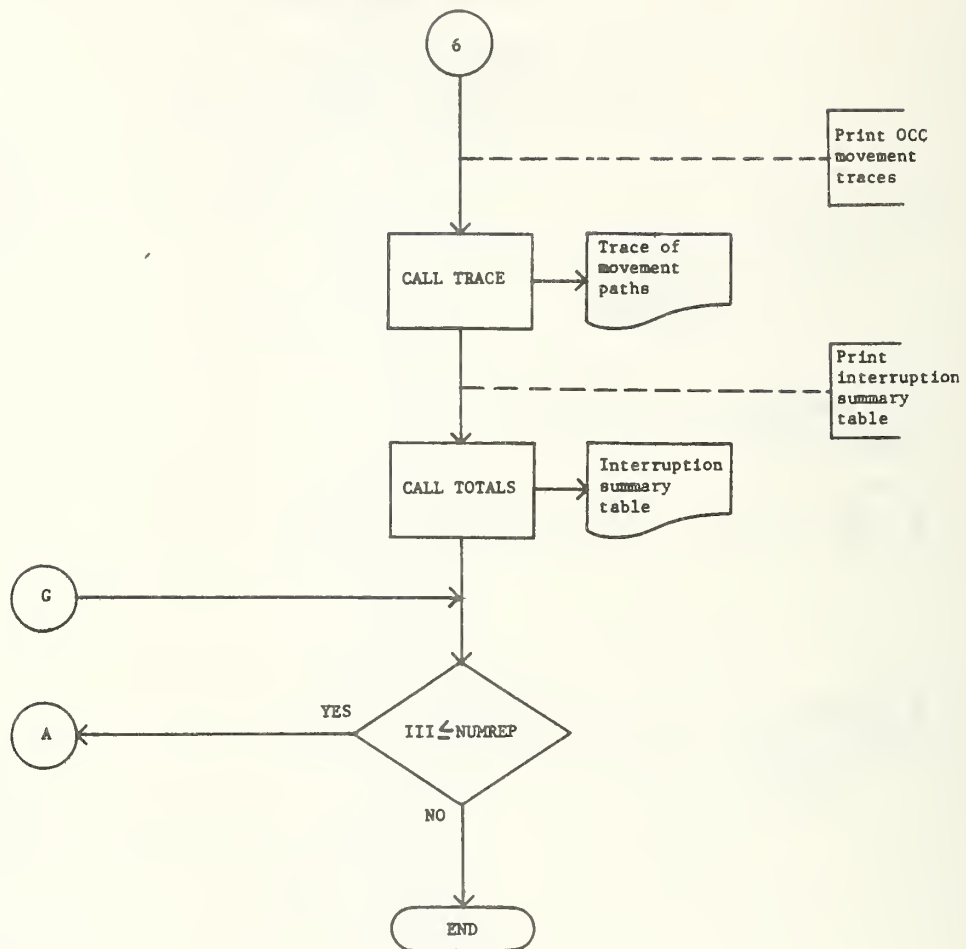 6
Print OCC
movement
traces
CALL TRACE
Trace of
movement
paths
Print
interruption
summary
table
CALL TOTALS
Interruption
summary
table
G
YES
A
III≤NUMREP
NO
END